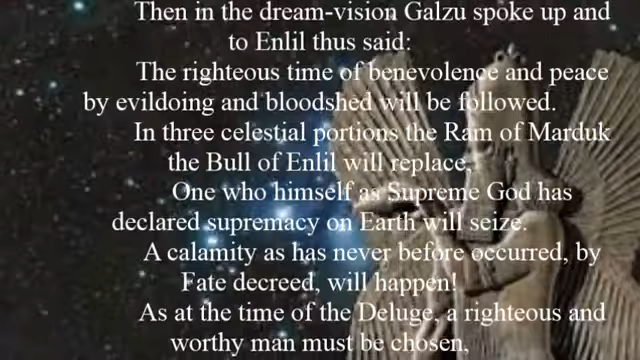 Then in the dream-vision Galzu spoke up and
to Enlil thus said:
The righteous time of benevolence and peace
by evildoing and bloodshed will be followed.
In three celestial portions the Ram of Marduk
the Bull of Enlil will replace,
One who himself as Supreme God has
declared supremacy on Earth will seize.
A calamity as has never before occurred, by
Fate decreed, will happen!
As at the time of the Deluge, a righteous and
worthy man must be chosen,